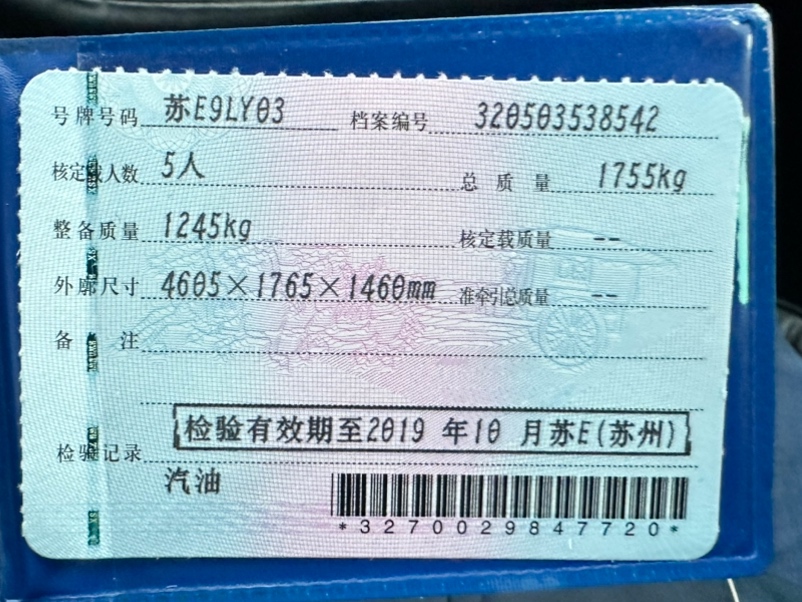 号牌号码 苏E9LY03 档案编号 320503538542
核定载人数 5人 总质量 1755kg
整备质量 1245kg 核定载质量 --
外廓尺寸 4605×1765×1460mm 准牵引总质量 --
备注
检验有效期至2019 年10 月苏E(苏州)
检验记录
汽油
*3270029847720*